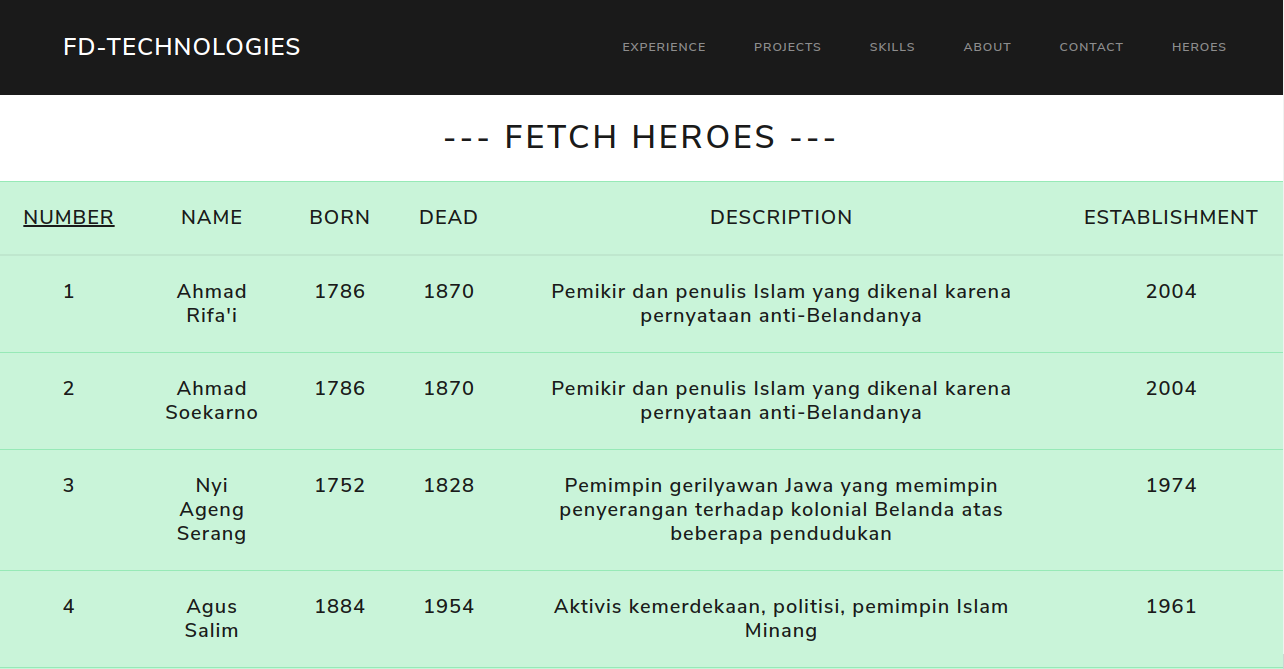 FD-TECHNOLOGIES
EXPERIENCE PROJECTS SKILLS ABOUT CONTACT HEROES
--- FETCH HEROES ---
NUMBER NAME BORN DEAD DESCRIPTION ESTABLISHMENT
1 Ahmad 1786 1870 Pemikir dan penulis Islam yang dikenal karena 2004
Rifa'i pernyataan anti-Belandanya
2 Ahmad 1786 1870 Pemikir dan penulis Islam yang dikenal karena 2004
Soekarno pernyataan anti-Belandanya
3 Nyi 1752 1828 Pemimpin gerilyawan Jawa yang memimpin 1974
Ageng penyerangan terhadap kolonial Belanda atas
Serang beberapa pendudukan
4 Agus 1884 1954 Aktivis kemerdekaan, politisi, pemimpin Islam 1961
Salim Minang